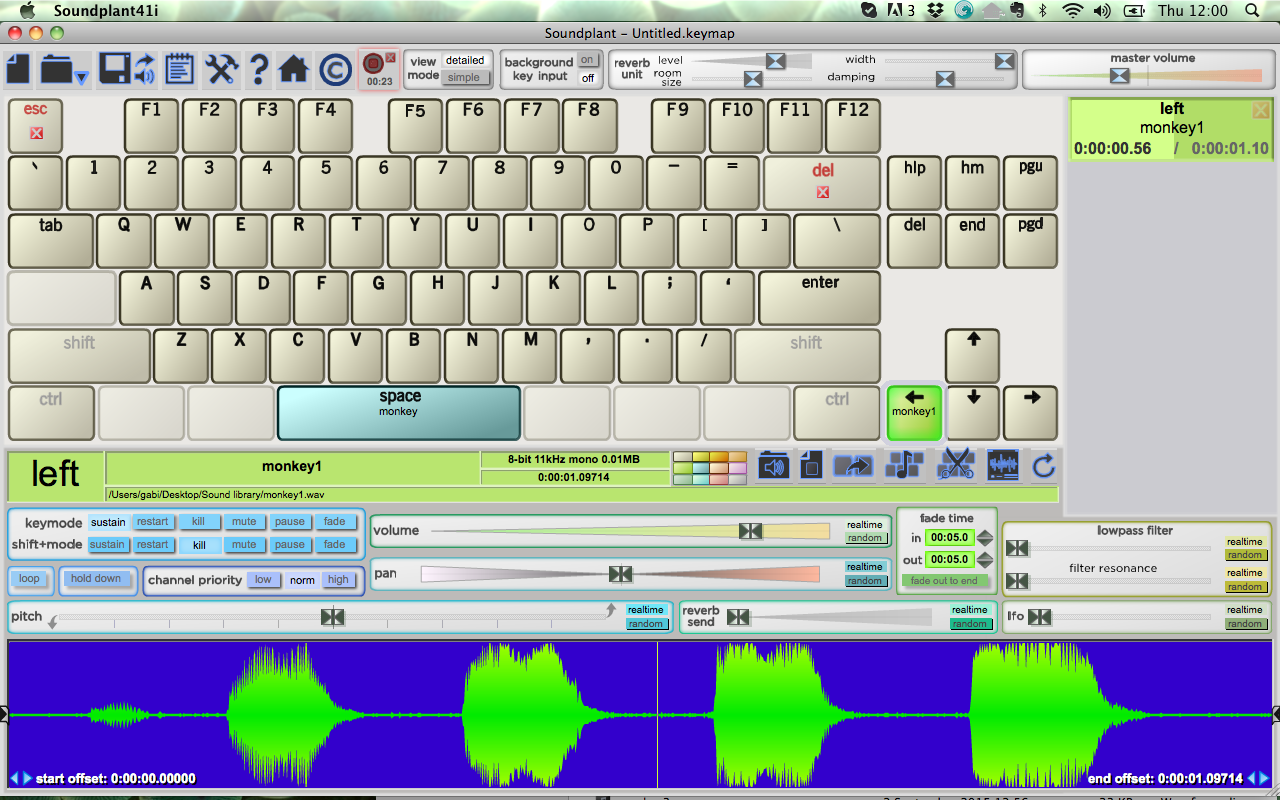 Soundplant41i 3 Thu 12:00
Soundplant – Untitled.keymap
00:23
view mode detailed simple
background key input on off
reverb unit level room size width damping
master volume
esc F1 F2 F3 F4 F5 F6 F7 F8 F9 F10 F11 F12
` 1 2 3 4 5 6 7 8 9 0 – = del hlp hm pgu
tab Q W E R T Y U I O P [ ] \ del end pgd
A S D F G H J K L ; ‘ enter
shift Z X C V B N M , . / shift
ctrl space ctrl
monkey monkey1
left
monkey1
0:00:00.56 / 0:00:01.10
left monkey1 8-bit 11kHz mono 0.01MB
0:00:01.09714
/Users/gabi/Desktop/Sound library/monkey1.wav
keymode sustain restart kill mute pause fade
shift+mode sustain restart kill mute pause fade
loop hold down channel priority low norm high
volume realtime random
pan realtime random
fade time
in 00:05.0
out 00:05.0
fade out to end
lowpass filter
realtime random
filter resonance
realtime random
pitch realtime random
reverb send realtime random
lfo realtime random
start offset: 0:00:00.00000 end offset: 0:00:01.09714